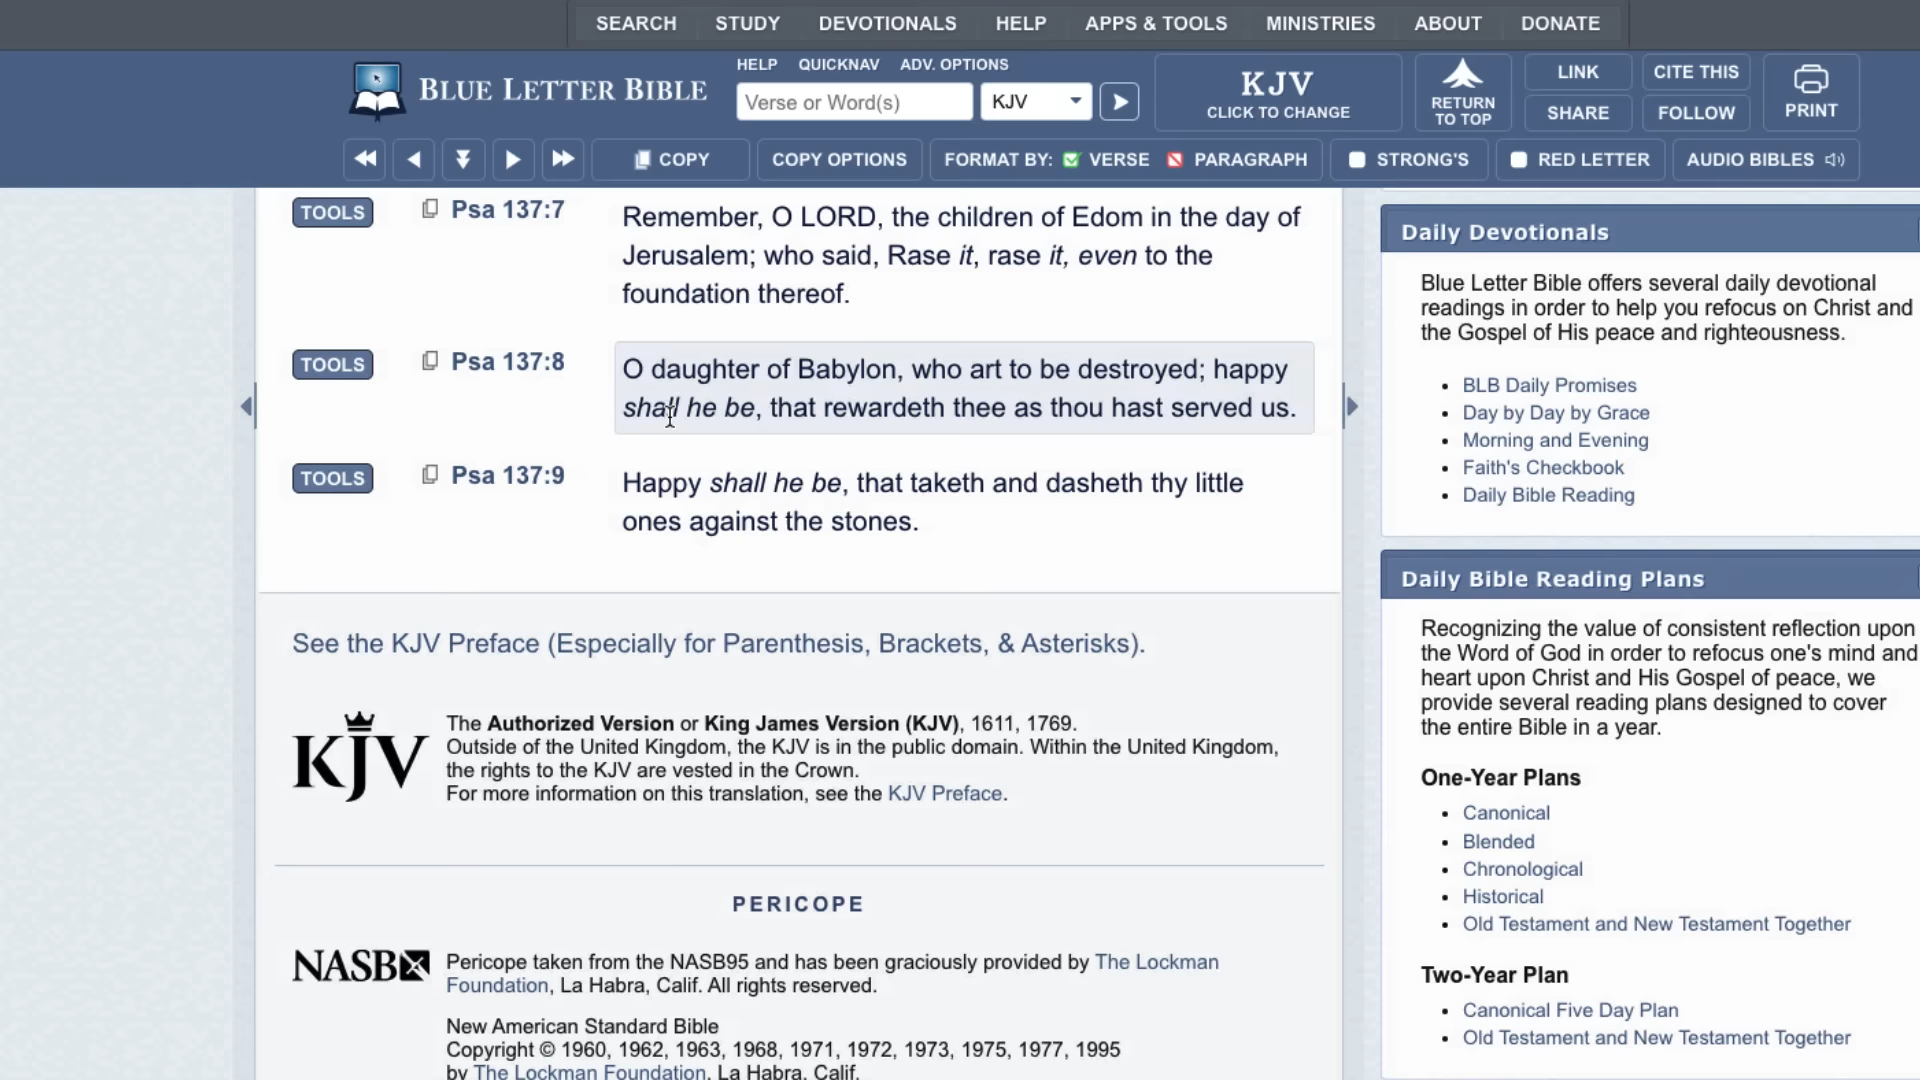 SEARCH STUDY DEVOTIONALS HELP APPS & TOOLS MINISTRIES ABOUT DONATE
BLUE LETTER BIBLE
HELP QUICKNAV ADV. OPTIONS
Verse or Word(s) KJV
KJV
CLICK TO CHANGE
RETURN
TO TOP
LINK CITE THIS
SHARE FOLLOW
PRINT
COPY COPY OPTIONS FORMAT BY: VERSE PARAGRAPH STRONG'S RED LETTER AUDIO BIBLES
TOOLS Psa 137:7 Remember, O LORD, the children of Edom in the day of
Jerusalem; who said, Rase it, rase it, even to the
foundation thereof.
TOOLS Psa 137:8 O daughter of Babylon, who art to be destroyed; happy
shall he be, that rewardeth thee as thou hast served us.
TOOLS Psa 137:9 Happy shall he be, that taketh and dasheth thy little
ones against the stones.
See the KJV Preface (Especially for Parenthesis, Brackets, & Asterisks).
KJV
The Authorized Version or King James Version (KJV), 1611, 1769.
Outside of the United Kingdom, the KJV is in the public domain. Within the United Kingdom,
the rights to the KJV are vested in the Crown.
For more information on this translation, see the KJV Preface.
PERICOPE
NASB
Pericope taken from the NASB95 and has been graciously provided by The Lockman
Foundation, La Habra, Calif. All rights reserved.
New American Standard Bible
Copyright © 1960, 1962, 1963, 1968, 1971, 1972, 1973, 1975, 1977, 1995
by The Lockman Foundation, La Habra, Calif.
Daily Devotionals
Blue Letter Bible offers several daily devotional
readings in order to help you refocus on Christ and
the Gospel of His peace and righteousness.
BLB Daily Promises
Day by Day by Grace
Morning and Evening
Faith's Checkbook
Daily Bible Reading
Daily Bible Reading Plans
Recognizing the value of consistent reflection upon
the Word of God in order to refocus one's mind and
heart upon Christ and His Gospel of peace, we
provide several reading plans designed to cover
the entire Bible in a year.
One-Year Plans
Canonical
Blended
Chronological
Historical
Old Testament and New Testament Together
Two-Year Plan
Canonical Five Day Plan
Old Testament and New Testament Together